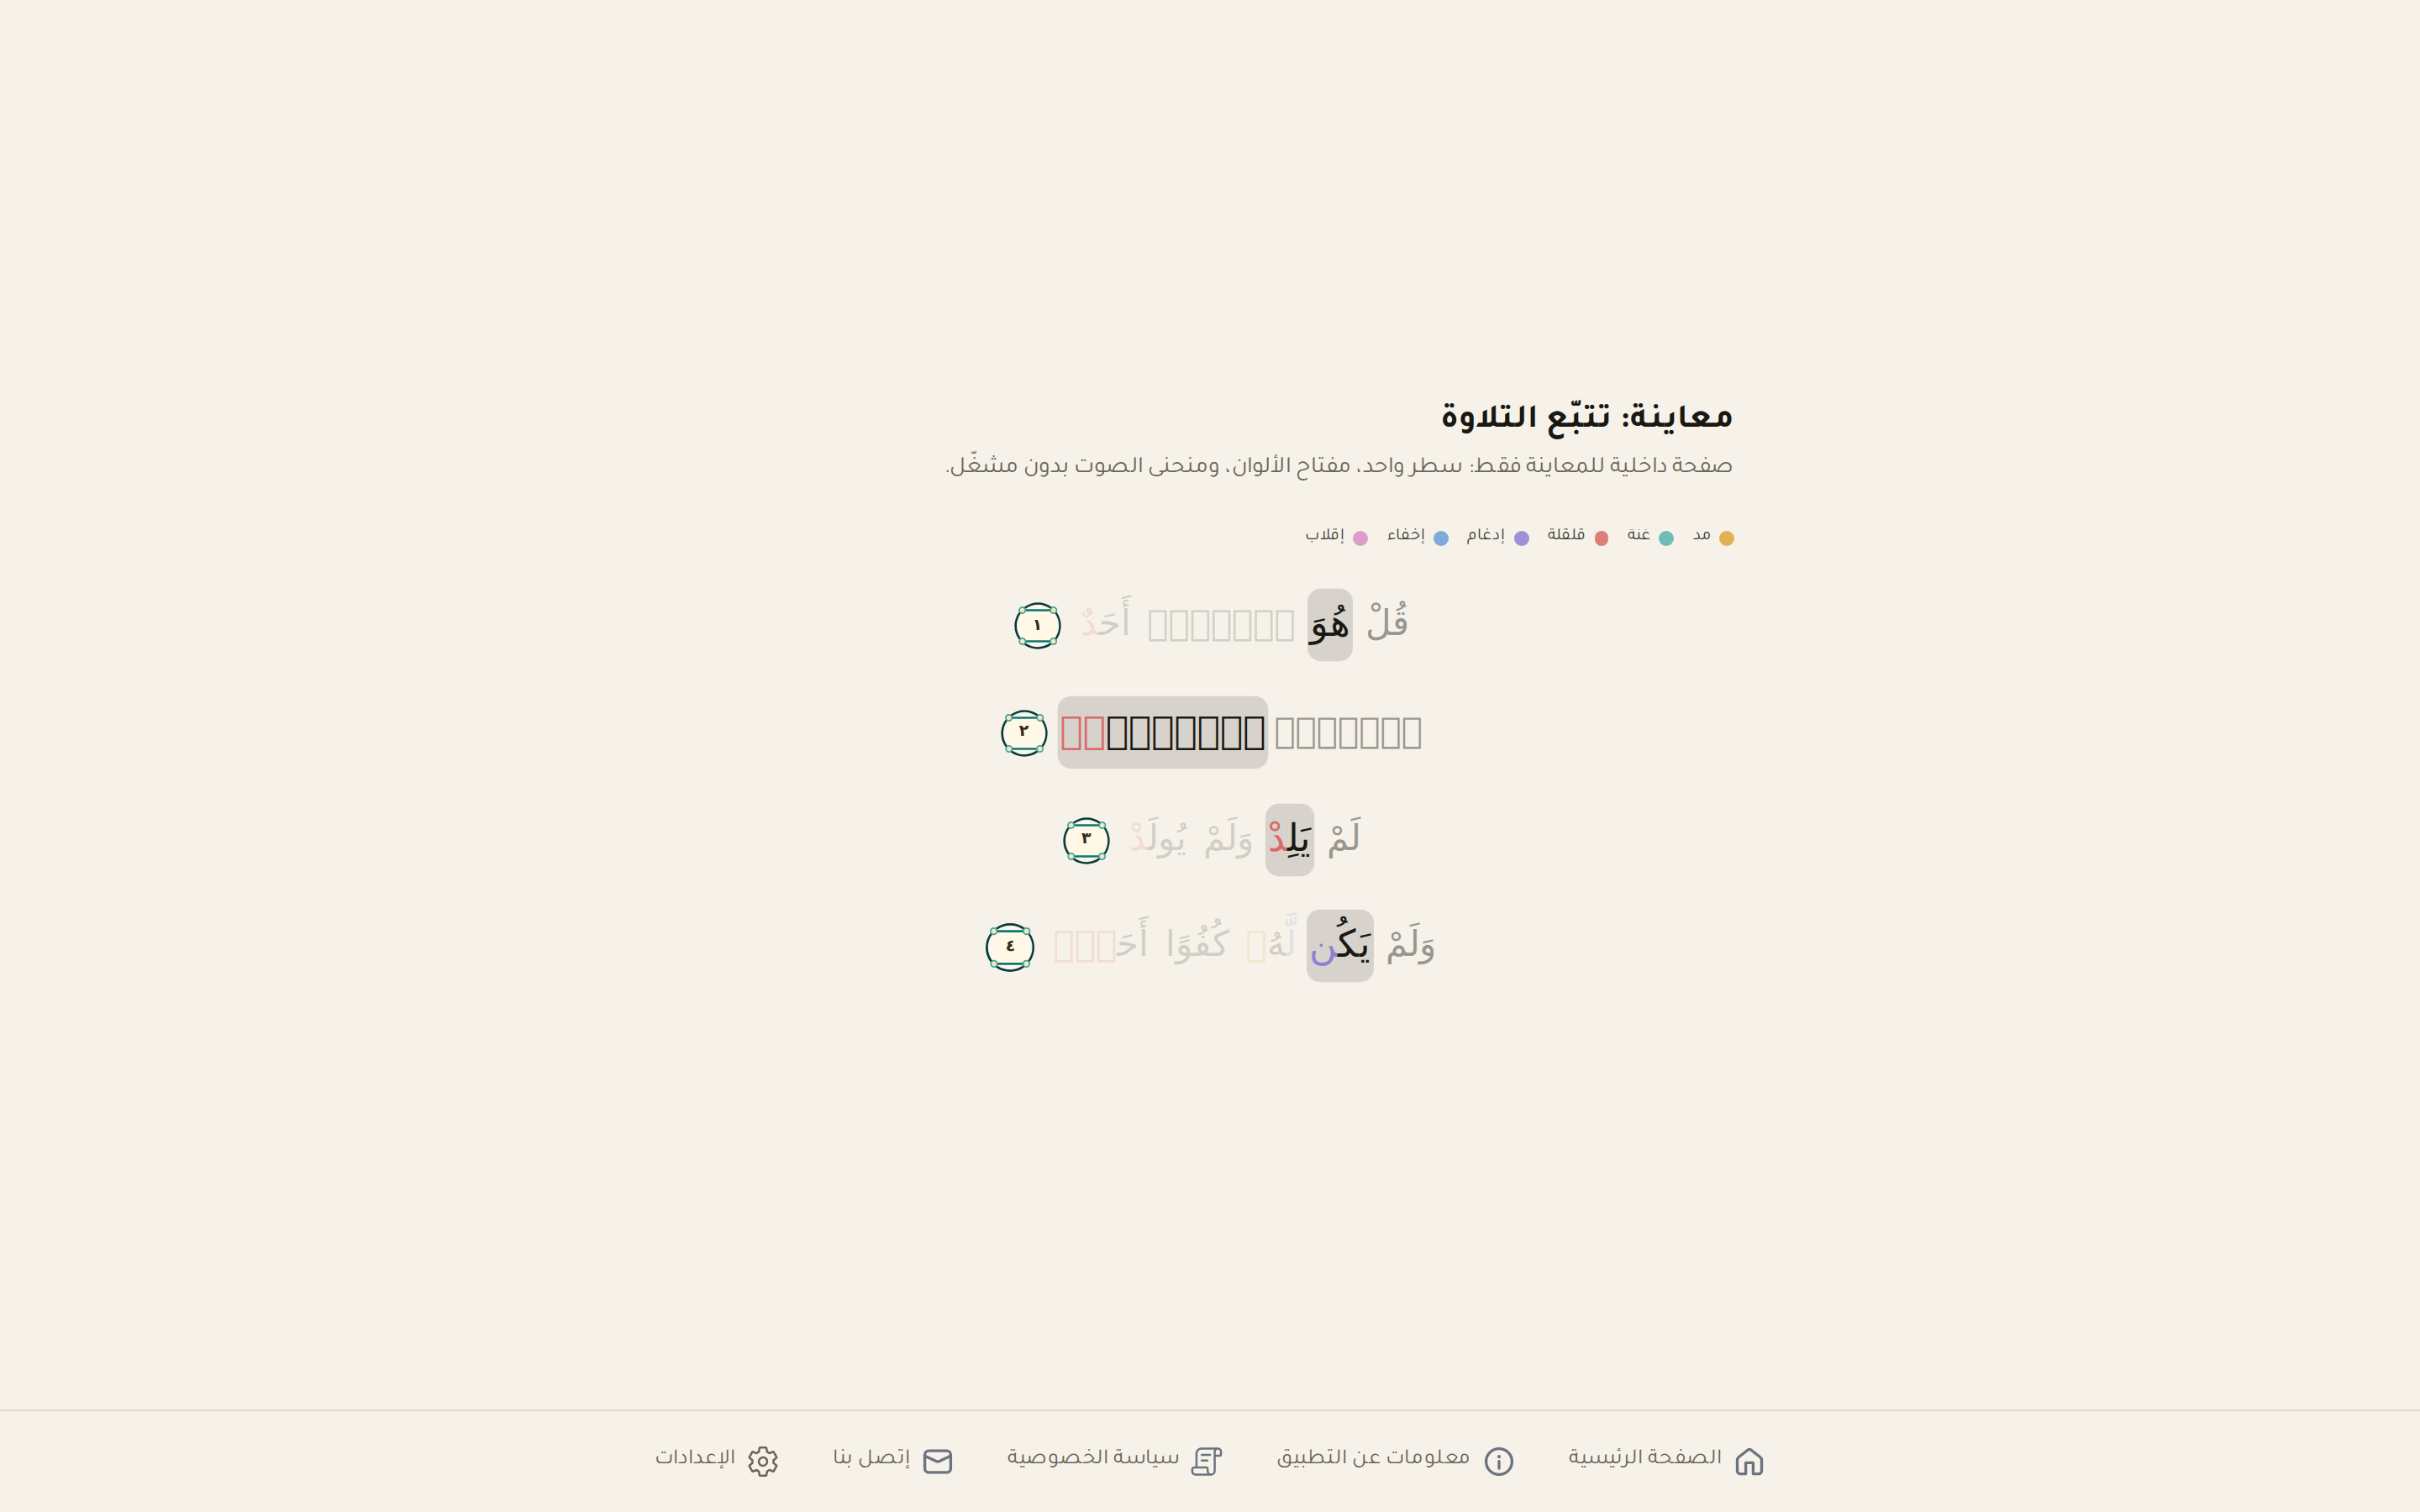 معاينة: تتبّع التلاوة
صفحة داخلية للمعاينة فقط: سطر واحد، مفتاح الألوان، ومنحنى الصوت بدون مشغّل.
مد غنة قلقلة إدغام إخفاء إقلاب
قُلْ هُوَ أَحَدٌ ١
٢
لَمْ يَلِدْ وَلَمْ يُولَدْ ٣
وَلَمْ يَكُن لَّهُ كُفُوًا أَحَ ٤
الصفحة الرئيسية معلومات عن التطبيق سياسة الخصوصية إتصل بنا الإعدادات